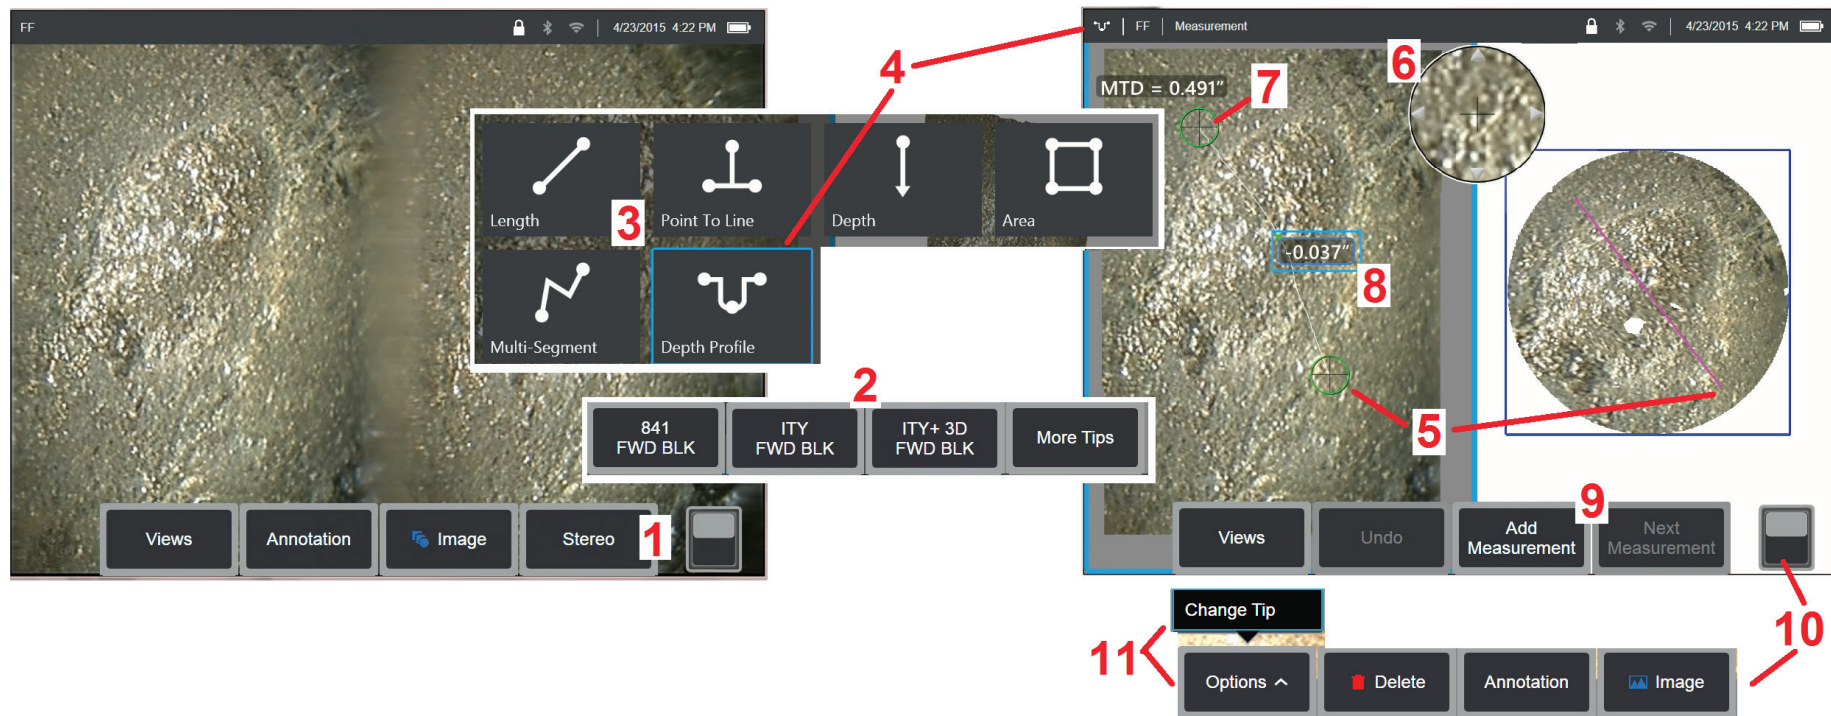 FF
4/23/2015 4:22 PM
4
FF
Measurement
4/23/2015 4:22 PM
6
MTD = 0.491"
7
Length
3
Point To Line
Depth
Area
-0.037"
8
Multi-Segment
Depth Profile
2
841
FWD BLK
ITY
FWD BLK
ITY+ 3D
FWD BLK
More Tips
5
Views
Annotation
Image
Stereo
1
9
Views
Undo
Add
Measurement
Next
Measurement
Change Tip
10
11
Options
Delete
Annotation
Image